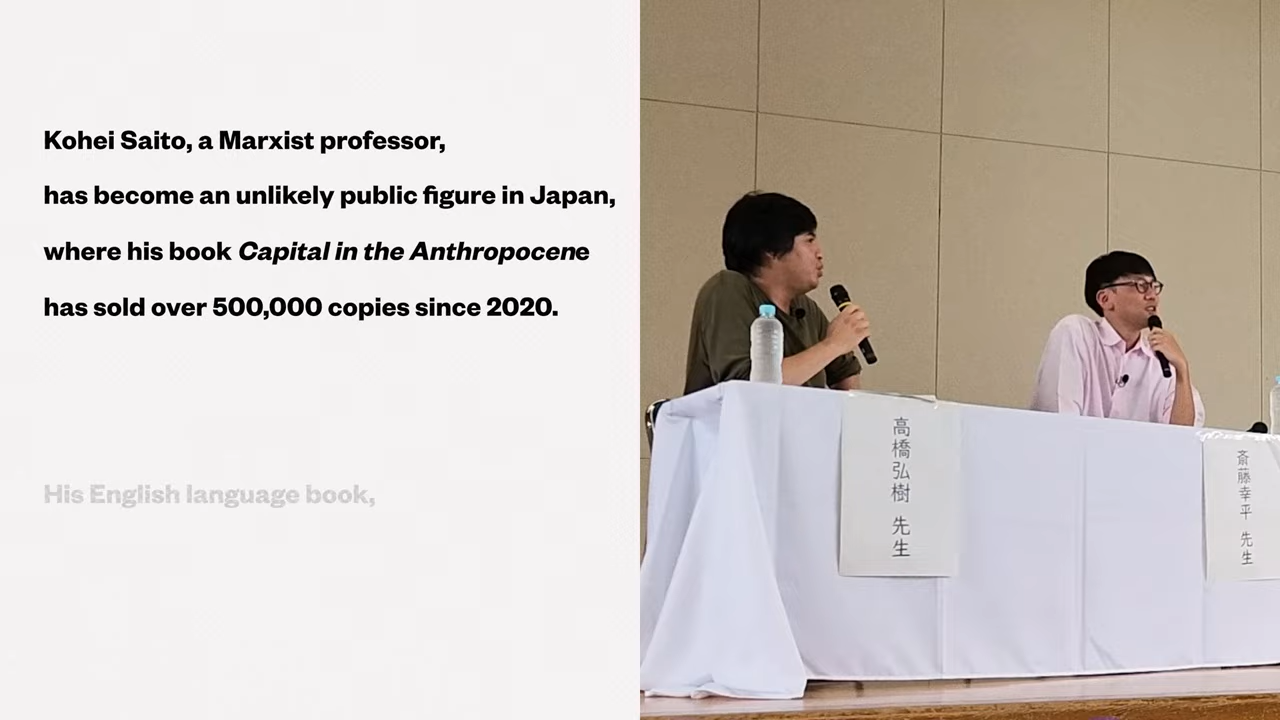 Kohei Saito, a Marxist professor,
has become an unlikely public figure in Japan,
where his book Capital in the Anthropocene
has sold over 500,000 copies since 2020.
His English language book,
高橋弘樹 先生
斎藤幸平 先生